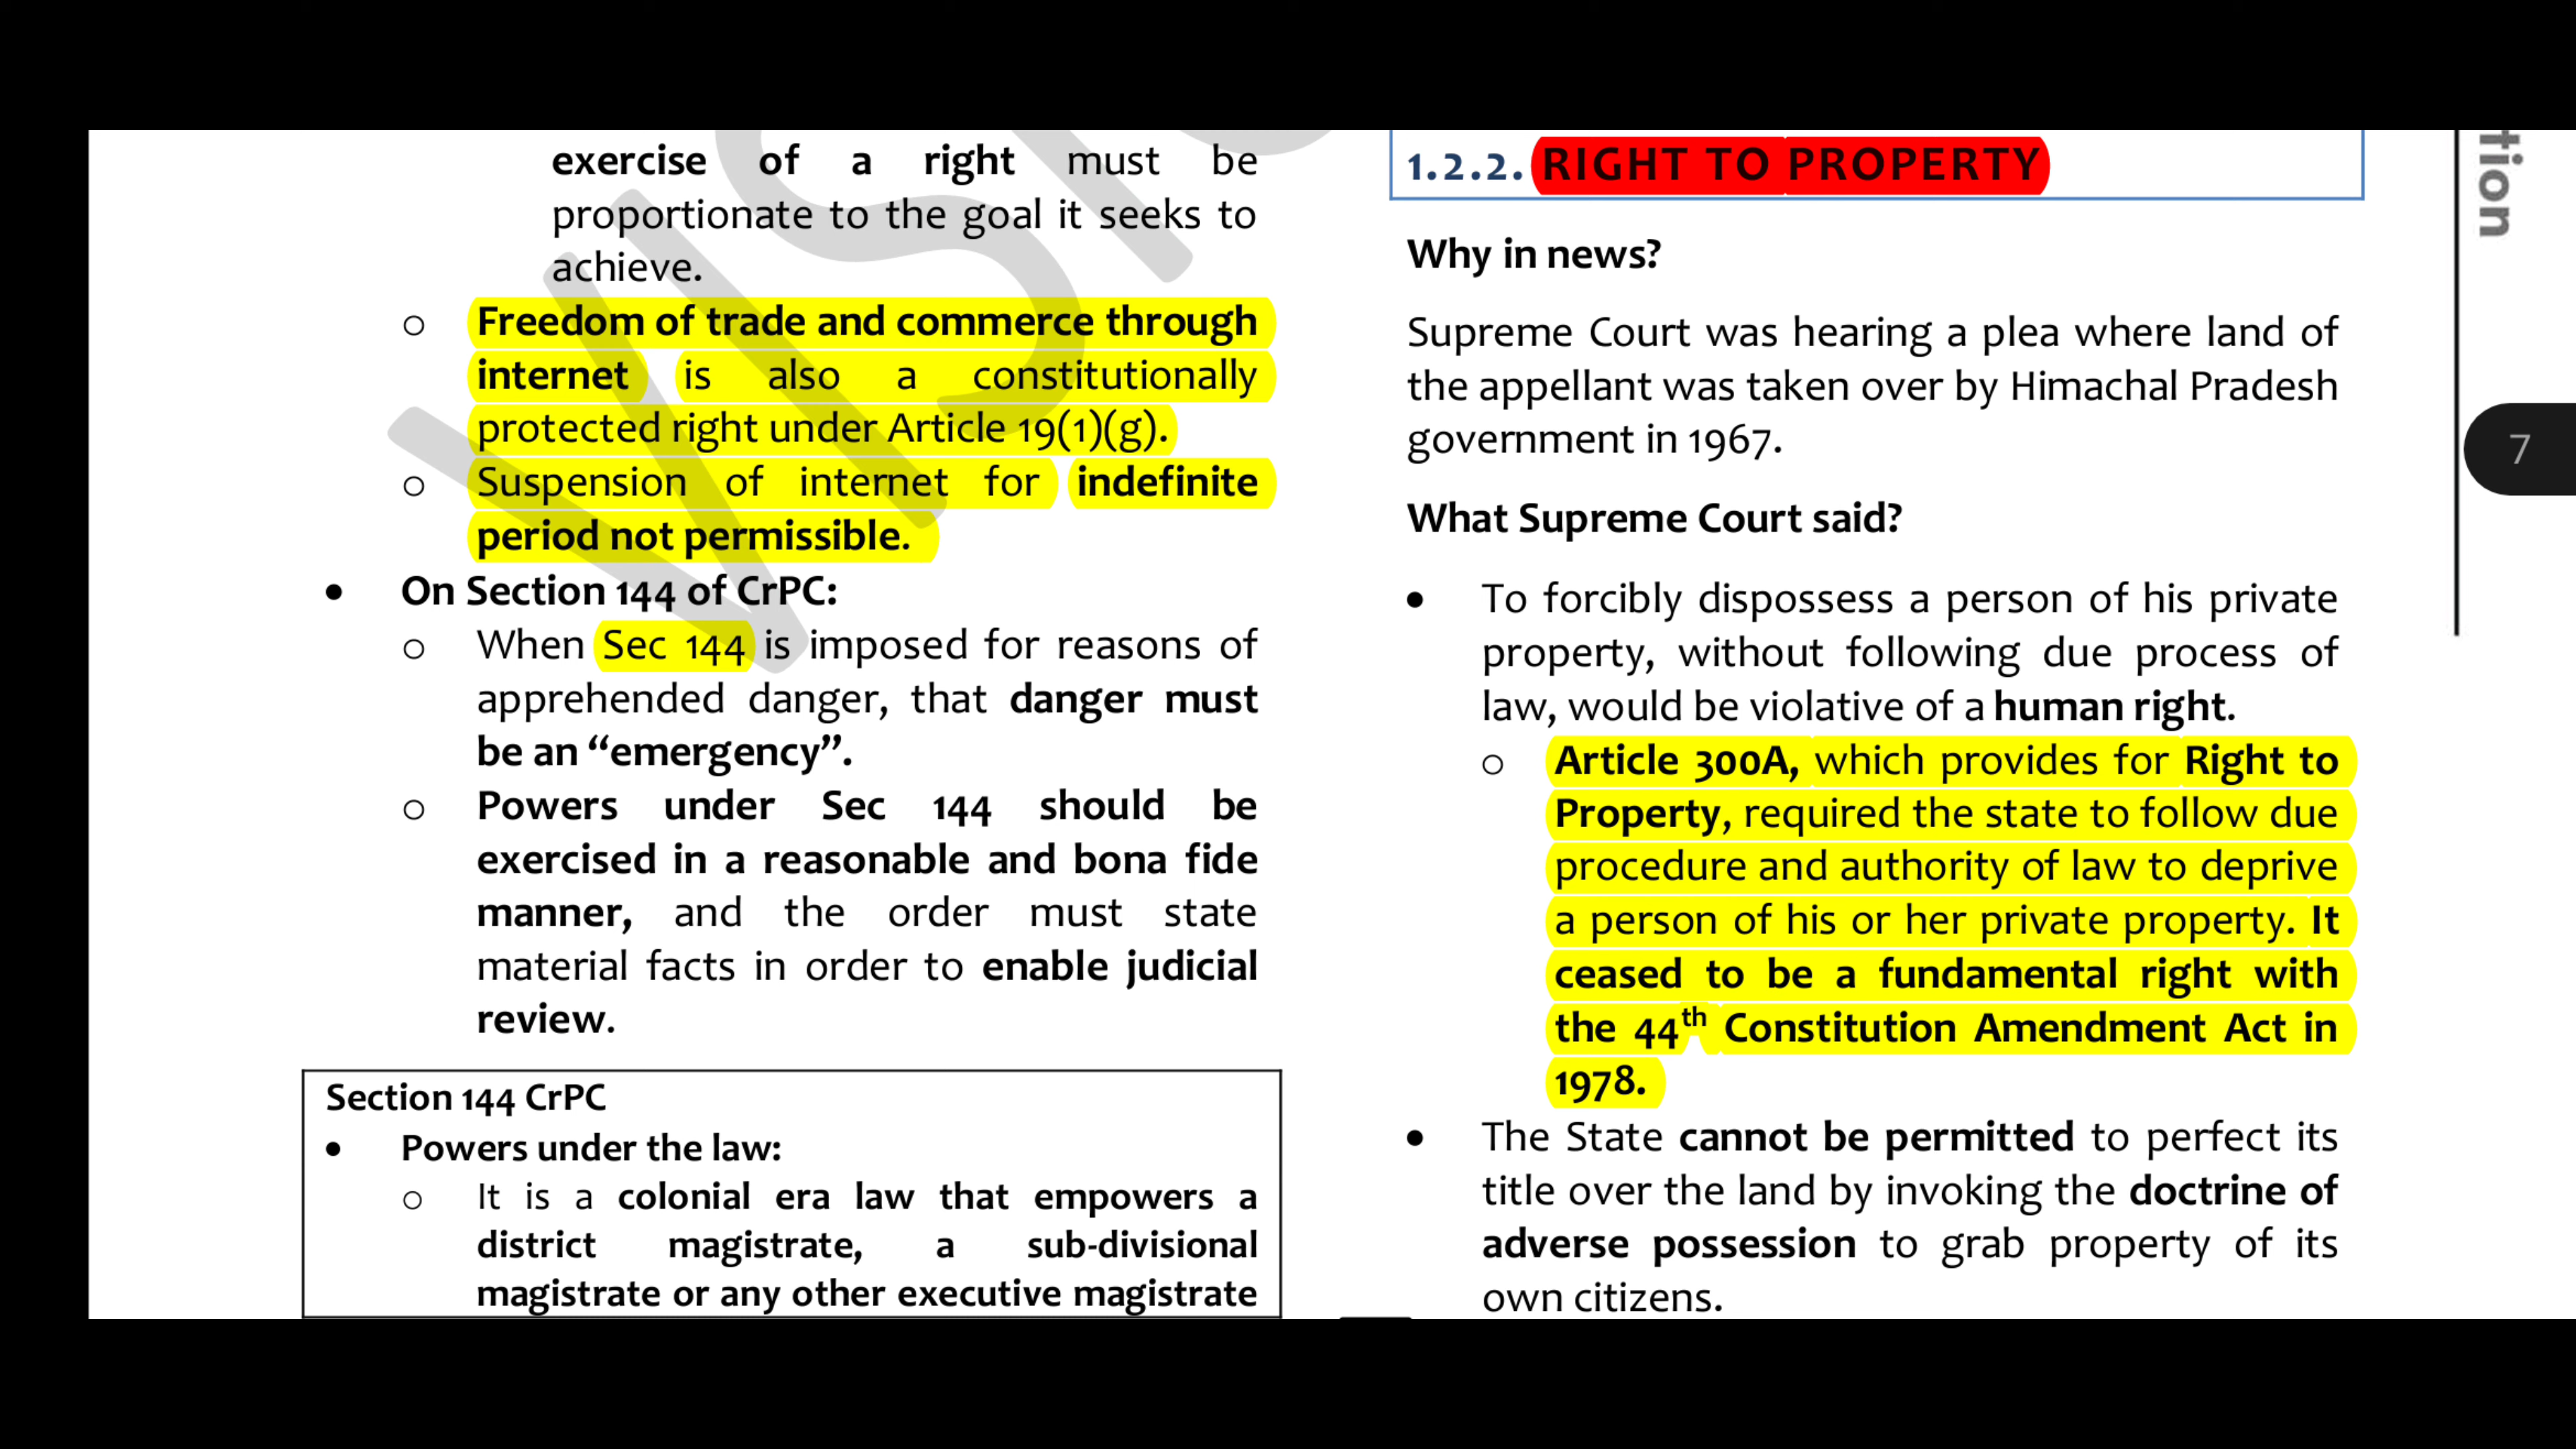 exercise of a right must be
proportionate to the goal it seeks to
achieve.
○ Freedom of trade and commerce through
internet is also a constitutionally
protected right under Article 19(1)(g).
○ Suspension of internet for indefinite
period not permissible.
● On Section 144 of CrPC:
○ When Sec 144 is imposed for reasons of
apprehended danger, that danger must
be an “emergency”.
○ Powers under Sec 144 should be
exercised in a reasonable and bona fide
manner, and the order must state
material facts in order to enable judicial
review.
Section 144 CrPC
● Powers under the law:
○ It is a colonial era law that empowers a
district magistrate, a sub-divisional
magistrate or any other executive magistrate
1.2.2. RIGHT TO PROPERTY
Why in news?
Supreme Court was hearing a plea where land of
the appellant was taken over by Himachal Pradesh
government in 1967.
What Supreme Court said?
● To forcibly dispossess a person of his private
property, without following due process of
law, would be violative of a human right.
○ Article 300A, which provides for Right to
Property, required the state to follow due
procedure and authority of law to deprive
a person of his or her private property. It
ceased to be a fundamental right with
the 44th Constitution Amendment Act in
1978.
● The State cannot be permitted to perfect its
title over the land by invoking the doctrine of
adverse possession to grab property of its
own citizens.
tion
7
VIS